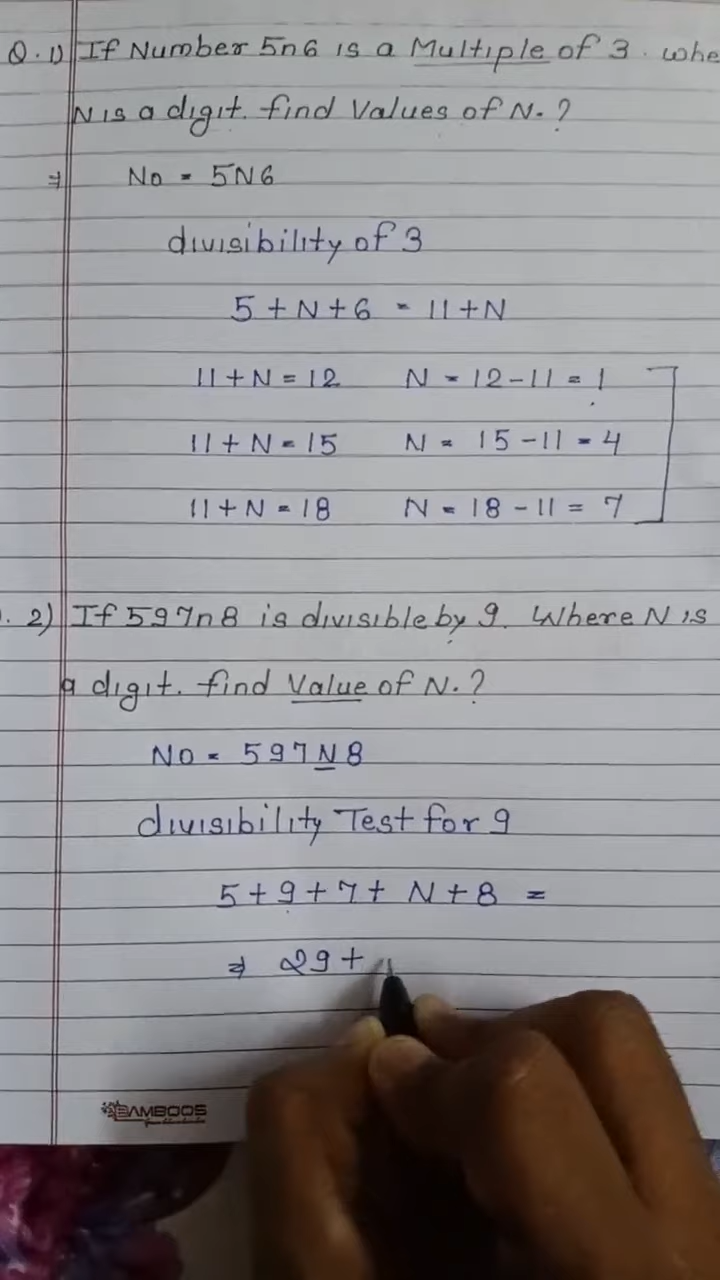 Q.1) If Number 5n6 is a Multiple of 3. whe
N is a digit. find Values of N.?
⇒ No = 5N6
divisibility of 3
5 + N + 6 = 11 + N
11 + N = 12 N = 12 - 11 = 1
11 + N = 15 N = 15 - 11 = 4
11 + N = 18 N = 18 - 11 = 7
. 2) If 597n8 is divisible by 9. Where N is
a digit. find Value of N.?
No = 597N8
divisibility Test for 9
5 + 9 + 7 + N + 8 =
⇒ 29 +
BAMBOOS